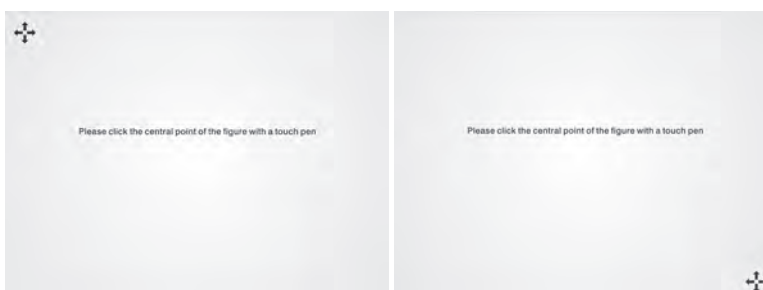 Please click the central point of the figure with a touch pen
Please click the central point of the figure with a touch pen